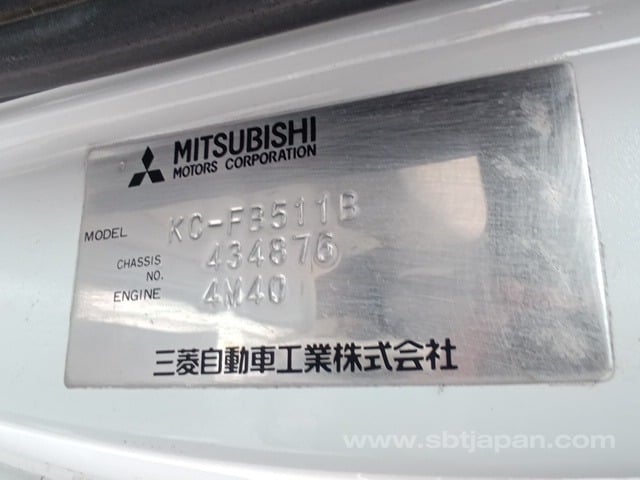 MITSUBISHI
MOTORS CORPORATION
MODEL KC-FB511B
CHASSIS NO. 434876
ENGINE 4M40
三菱自動車工業株式会社
www.sbtjapan.com